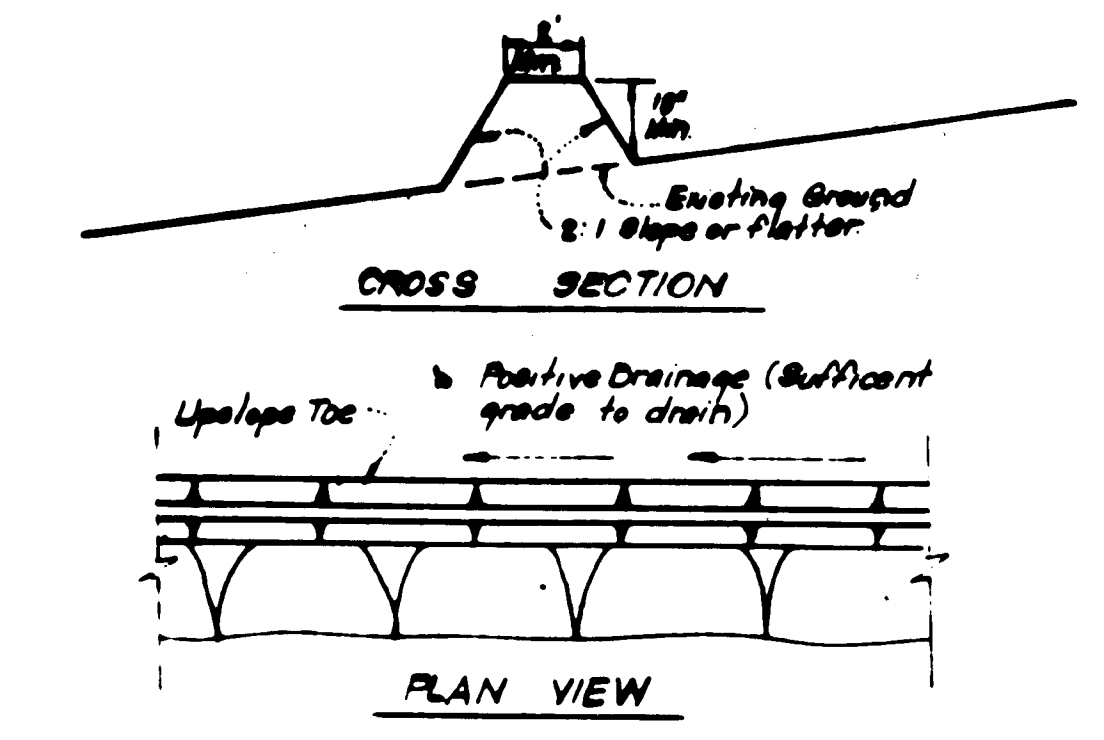 2'
Min.
18"
Min.
Existing Ground
2:1 Slope or flatter.
CROSS SECTION
Positive Drainage (Sufficent
grade to drain)
Upslope Toe
PLAN VIEW